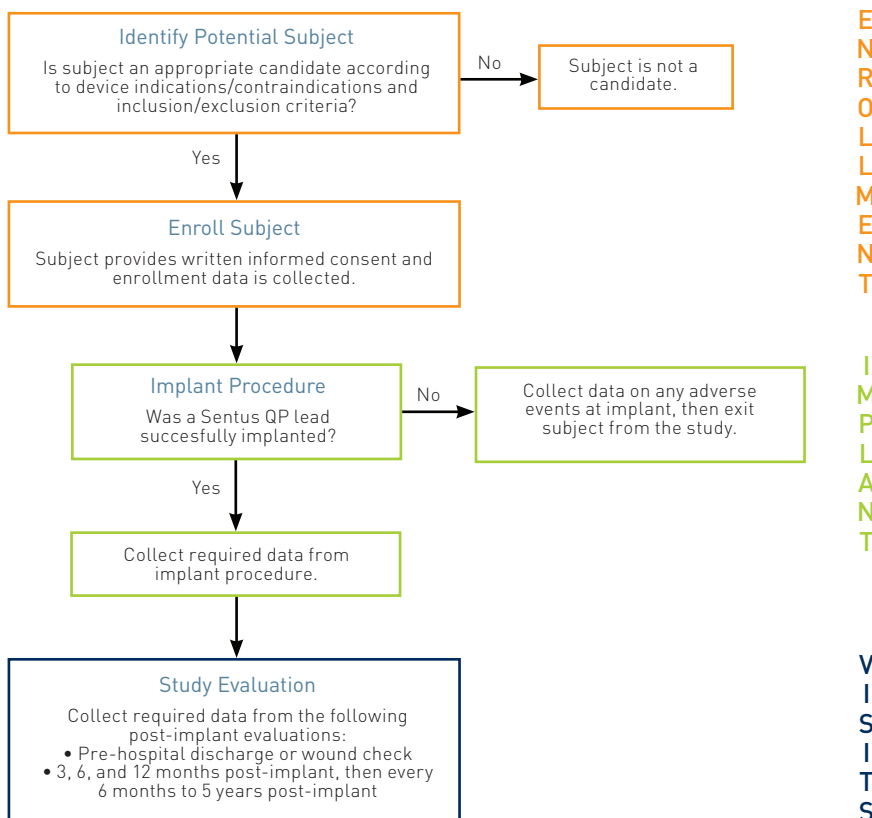 Identify Potential Subject
Is subject an appropriate candidate according
to device indications/contraindications and
inclusion/exclusion criteria?
No
Subject is not a
candidate.
Yes
Enroll Subject
Subject provides written informed consent and
enrollment data is collected.
ENROLLMENT
Implant Procedure
Was a Sentus QP lead
succesfully implanted?
No
Collect data on any adverse
events at implant, then exit
subject from the study.
Yes
Collect required data from
implant procedure.
IMPLANT
Study Evaluation
Collect required data from the following
post-implant evaluations:
• Pre-hospital discharge or wound check
• 3, 6, and 12 months post-implant, then every
6 months to 5 years post-implant
VISITS